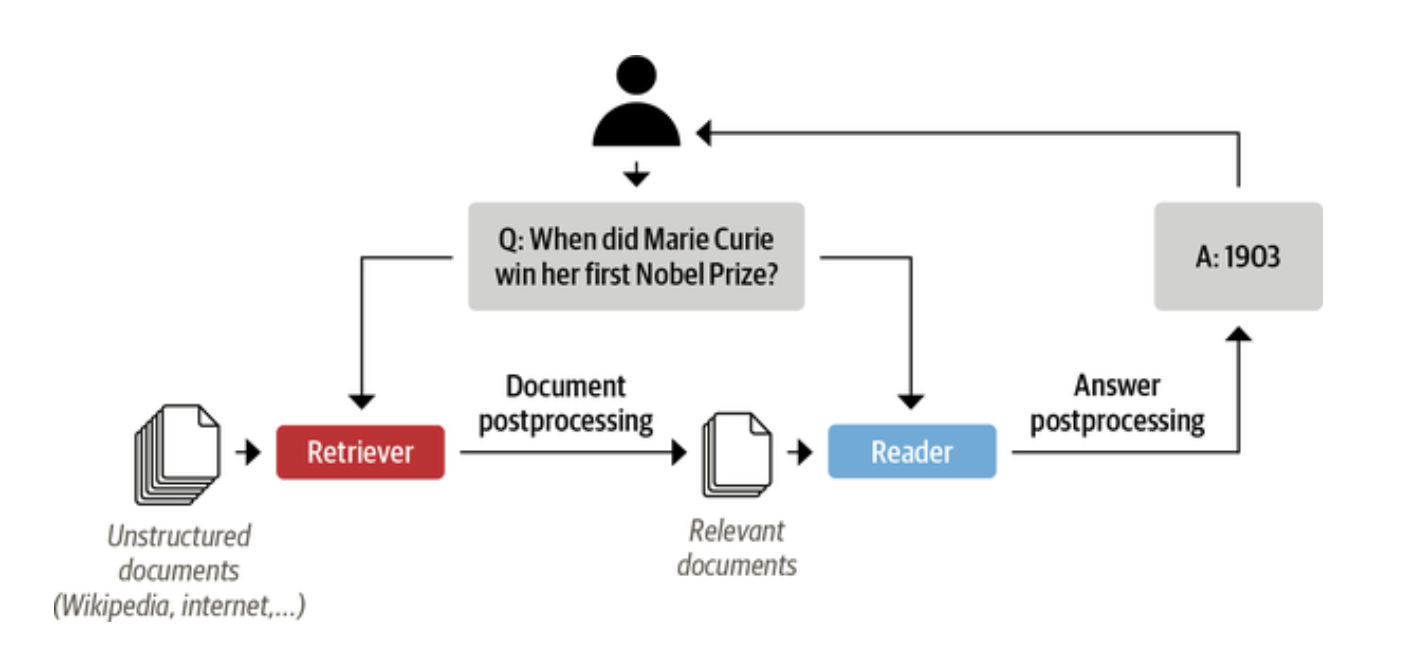 Q: When did Marie Curie
win her first Nobel Prize?
A: 1903
Document
postprocessing
Answer
postprocessing
Retriever
Reader
Unstructured
documents
(Wikipedia, internet,...)
Relevant
documents